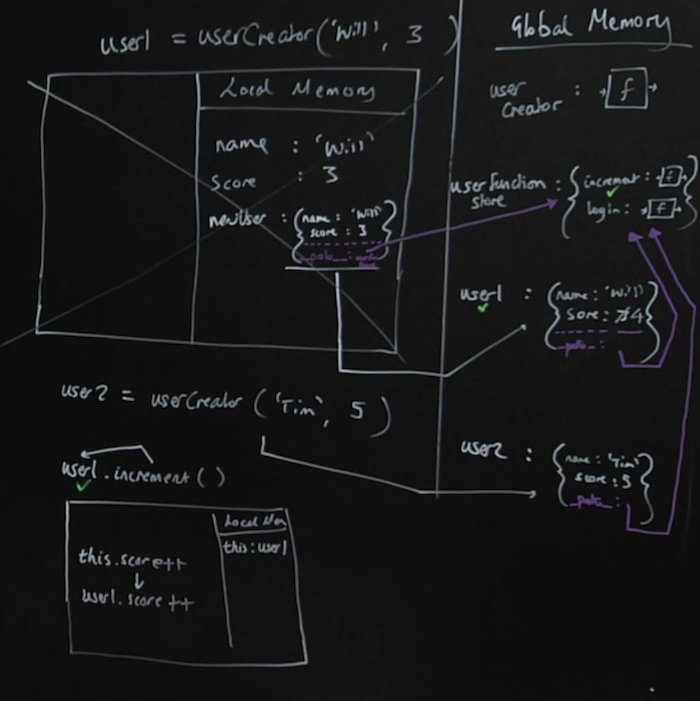 user1 = userCreator('Will', 3 )
Local Memory
name : 'Will'
Score : 3
newUser : { name : 'Will'
score : 3
user1 : { name : 'Will'
Score : 3 4
__proto__ : }
user2 = userCreator ('Tim', 5 )
user1.increment ( )
Local Mem
this : user1
this.score++
↓
user1.score ++
Global Memory
user
Creator : f
userFunction
store : { increment : f
login : f }
user2 : { name : 'Tim'
score : 5
__proto__ : }